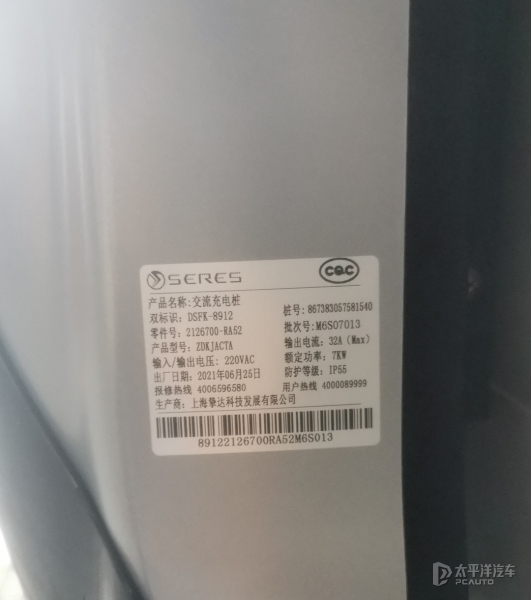 SERES
CQC
产品名称:交流充电桩
双标识: DSFK-8912
桩号: 867383057581540
零件号: 2126700-RA52
批次号: M6S07013
产品型号: ZDKJACTA
输出电流: 32A (Max)
输入/输出电压: 220VAC
额定功率: 7KW
出厂日期: 2021年06月25日
防护等级: IP55
报修热线 4006596580
用户热线 4000089999
生产商: 上海挚达科技发展有限公司
89122126700RA52M6S013
太平洋汽车
PCAUTO